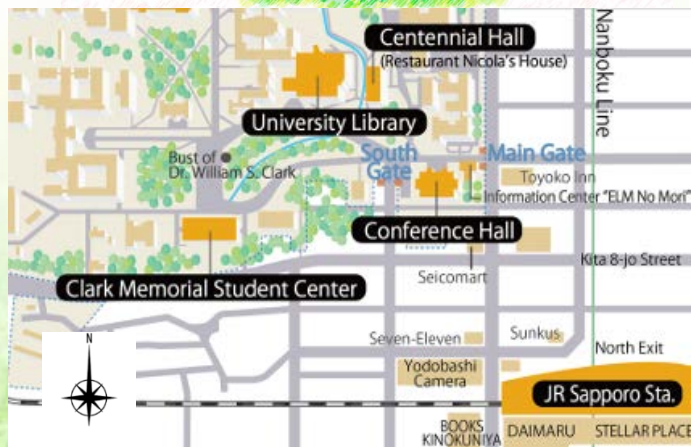 Centennial Hall
(Restaurant Nicola's House)
Nanboku Line
University Library
Bust of
Dr. William S. Clark
South
Gate
Main Gate
Toyoko Inn
Information Center "ELM No Mori"
Conference Hall
Kita 8-jo Street
Seicomart
Clark Memorial Student Center
N
Seven-Eleven
Sunkus
North Exit
Yodobashi
Camera
JR Sapporo Sta.
BOOKS
KINOKUNIYA
DAIMARU
STELLAR PLACE